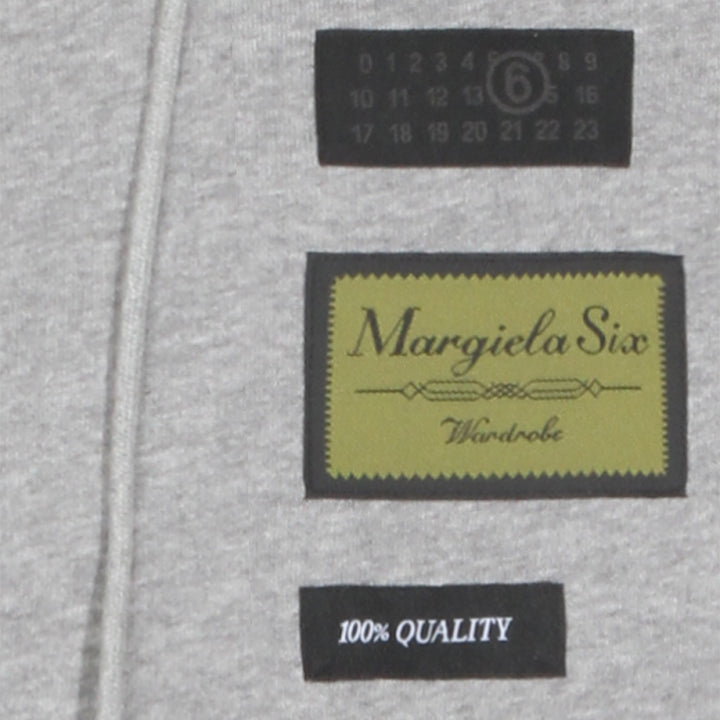 0 1 2 3 4 8 9
10 11 12 13 6 16
17 18 19 20 21 22 23
Margiela Six
Wardrobe
100% QUALITY